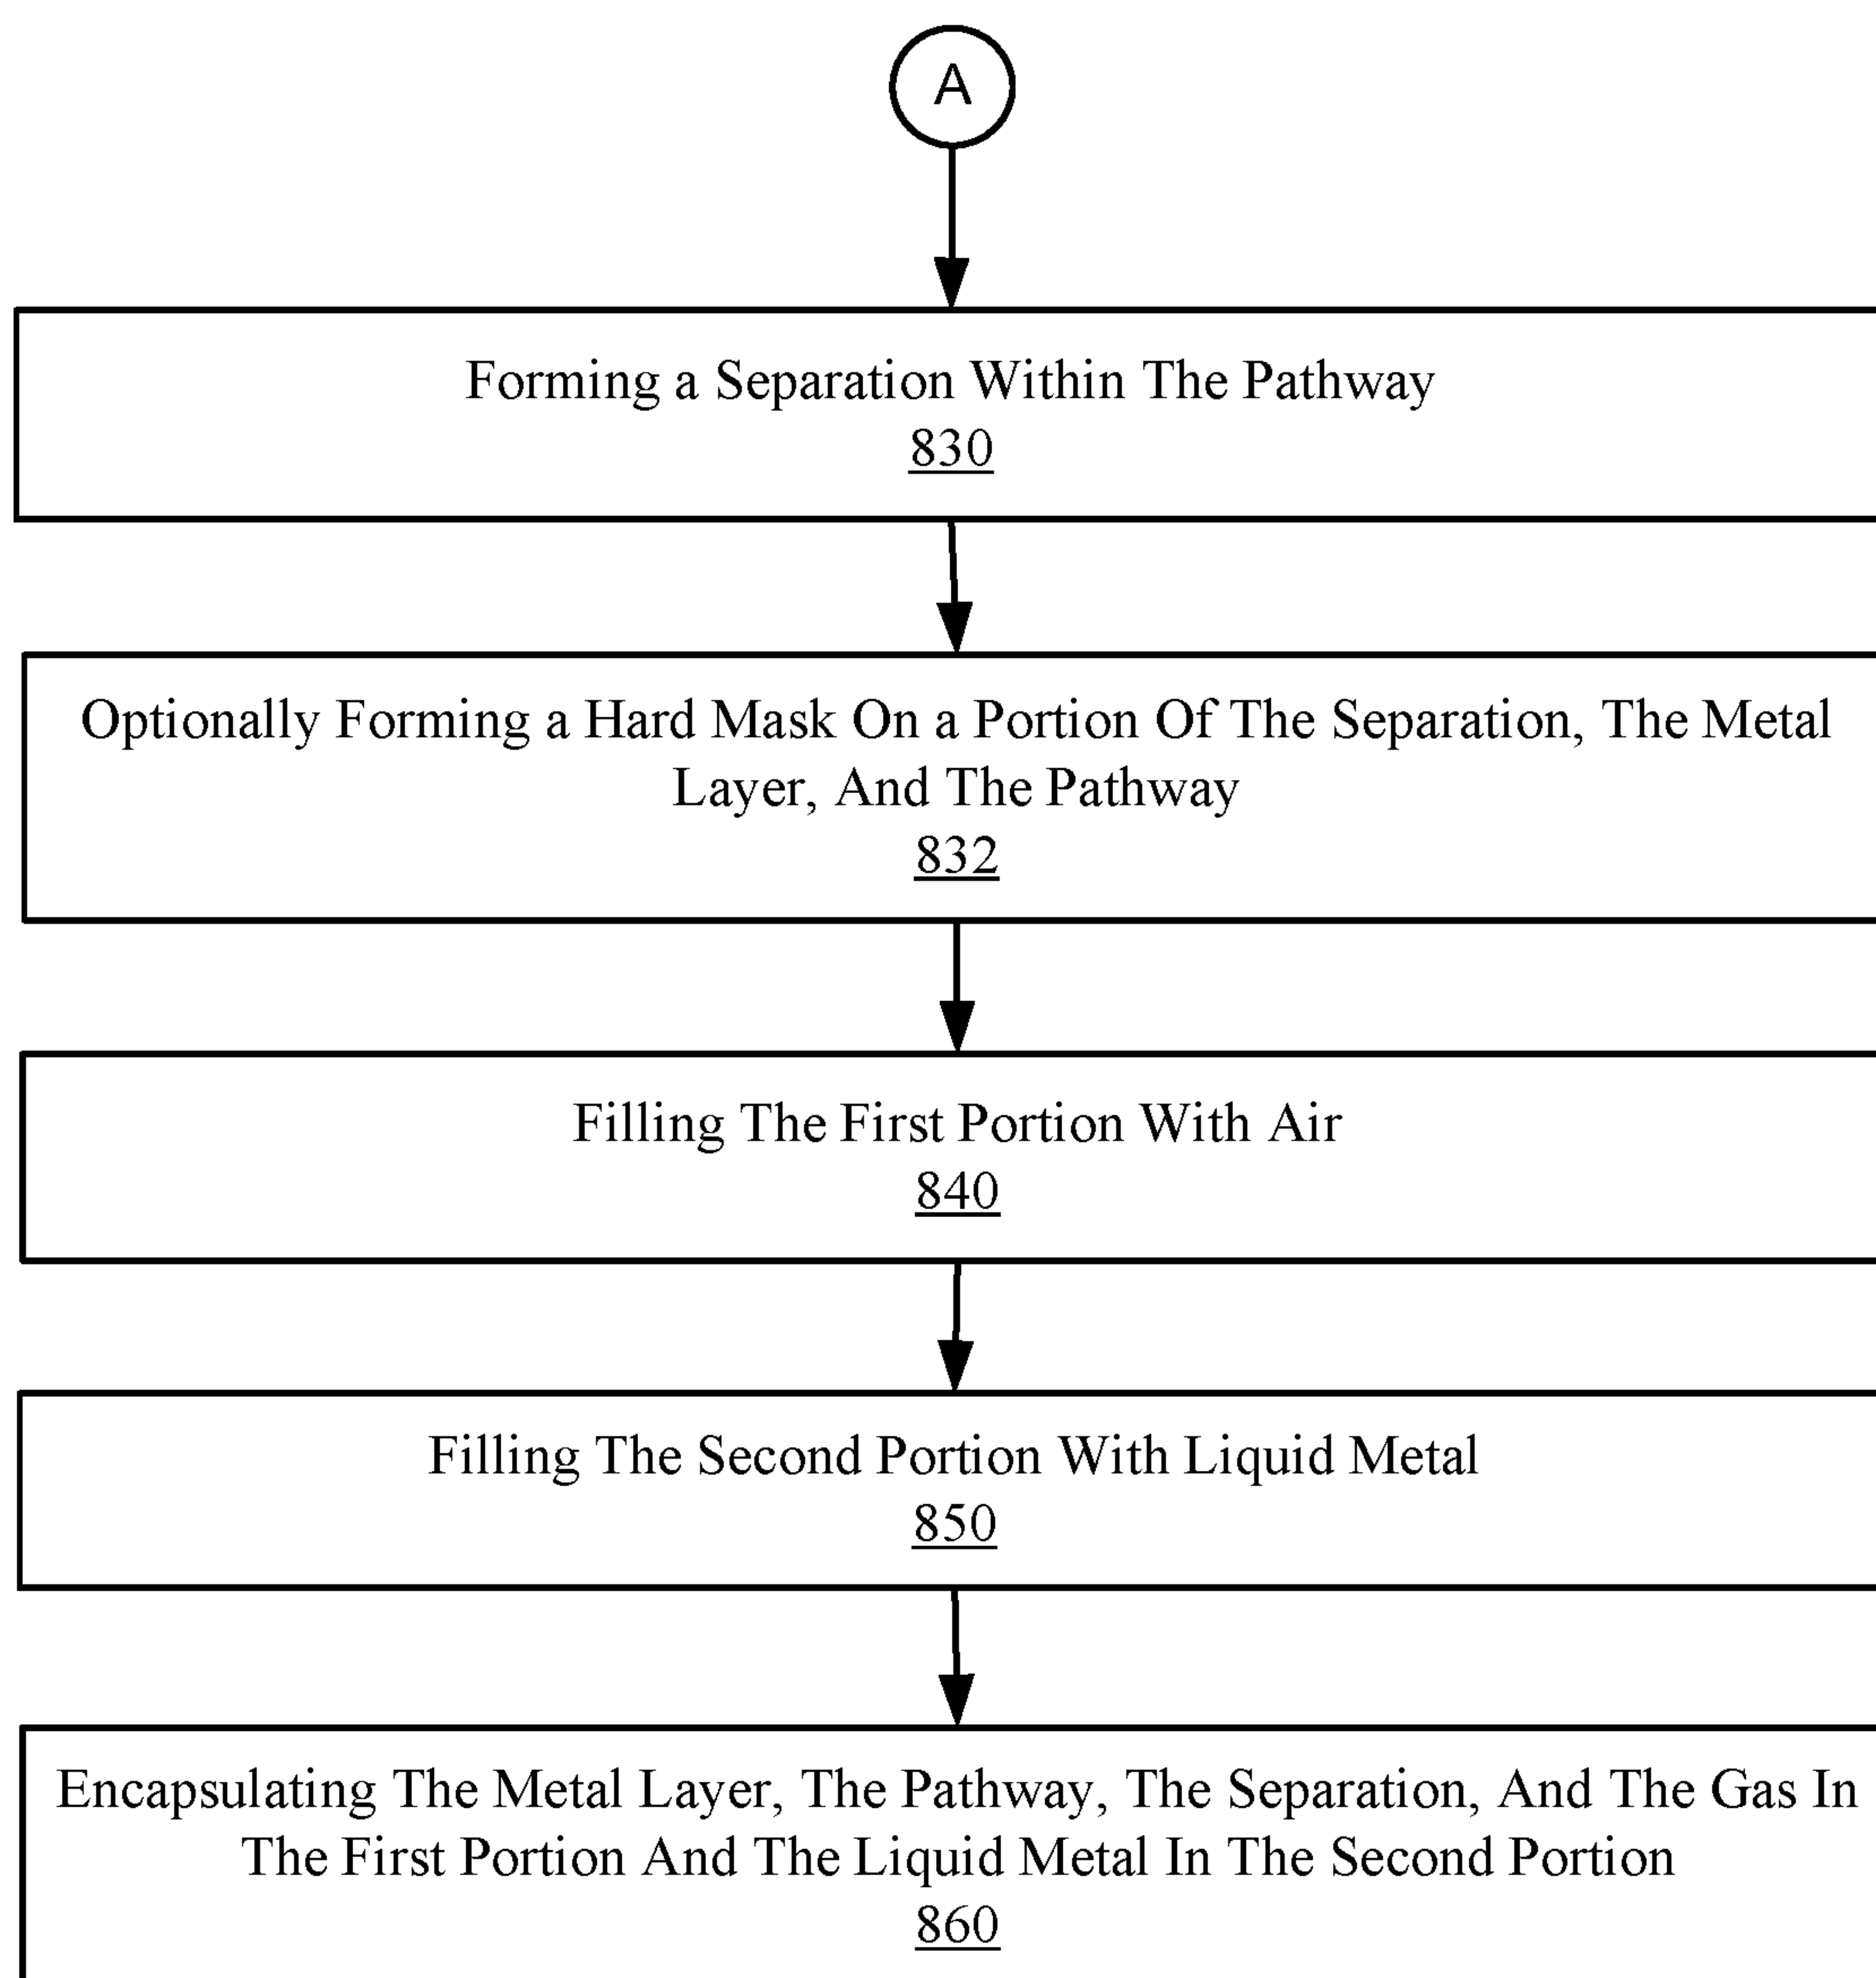 A
Forming a Separation Within The Pathway
830
Optionally Forming a Hard Mask On a Portion Of The Separation, The Metal
Layer, And The Pathway
832
Filling The First Portion With Air
840
Filling The Second Portion With Liquid Metal
850
Encapsulating The Metal Layer, The Pathway, The Separation, And The Gas In
The First Portion And The Liquid Metal In The Second Portion
860